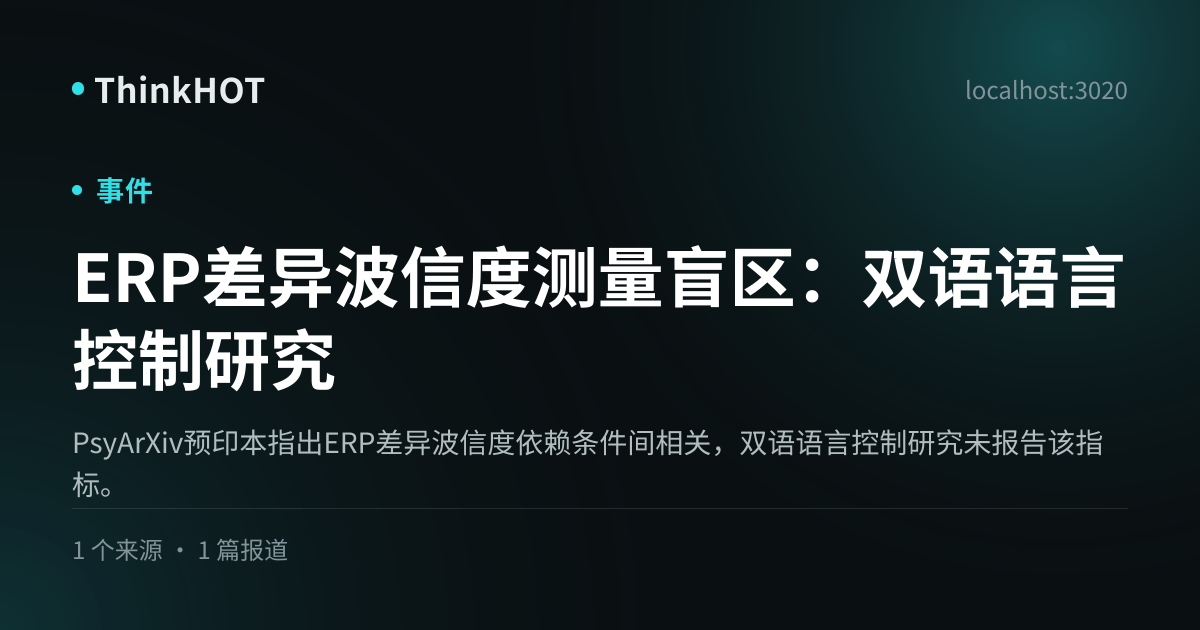 ThinkHOT
localhost:3020
事件
ERP差异波信度测量盲区：双语语言
控制研究
PsyArXiv预印本指出ERP差异波信度依赖条件间相关，双语语言控制研究未报告该指
标。
1 个来源 · 1 篇报道